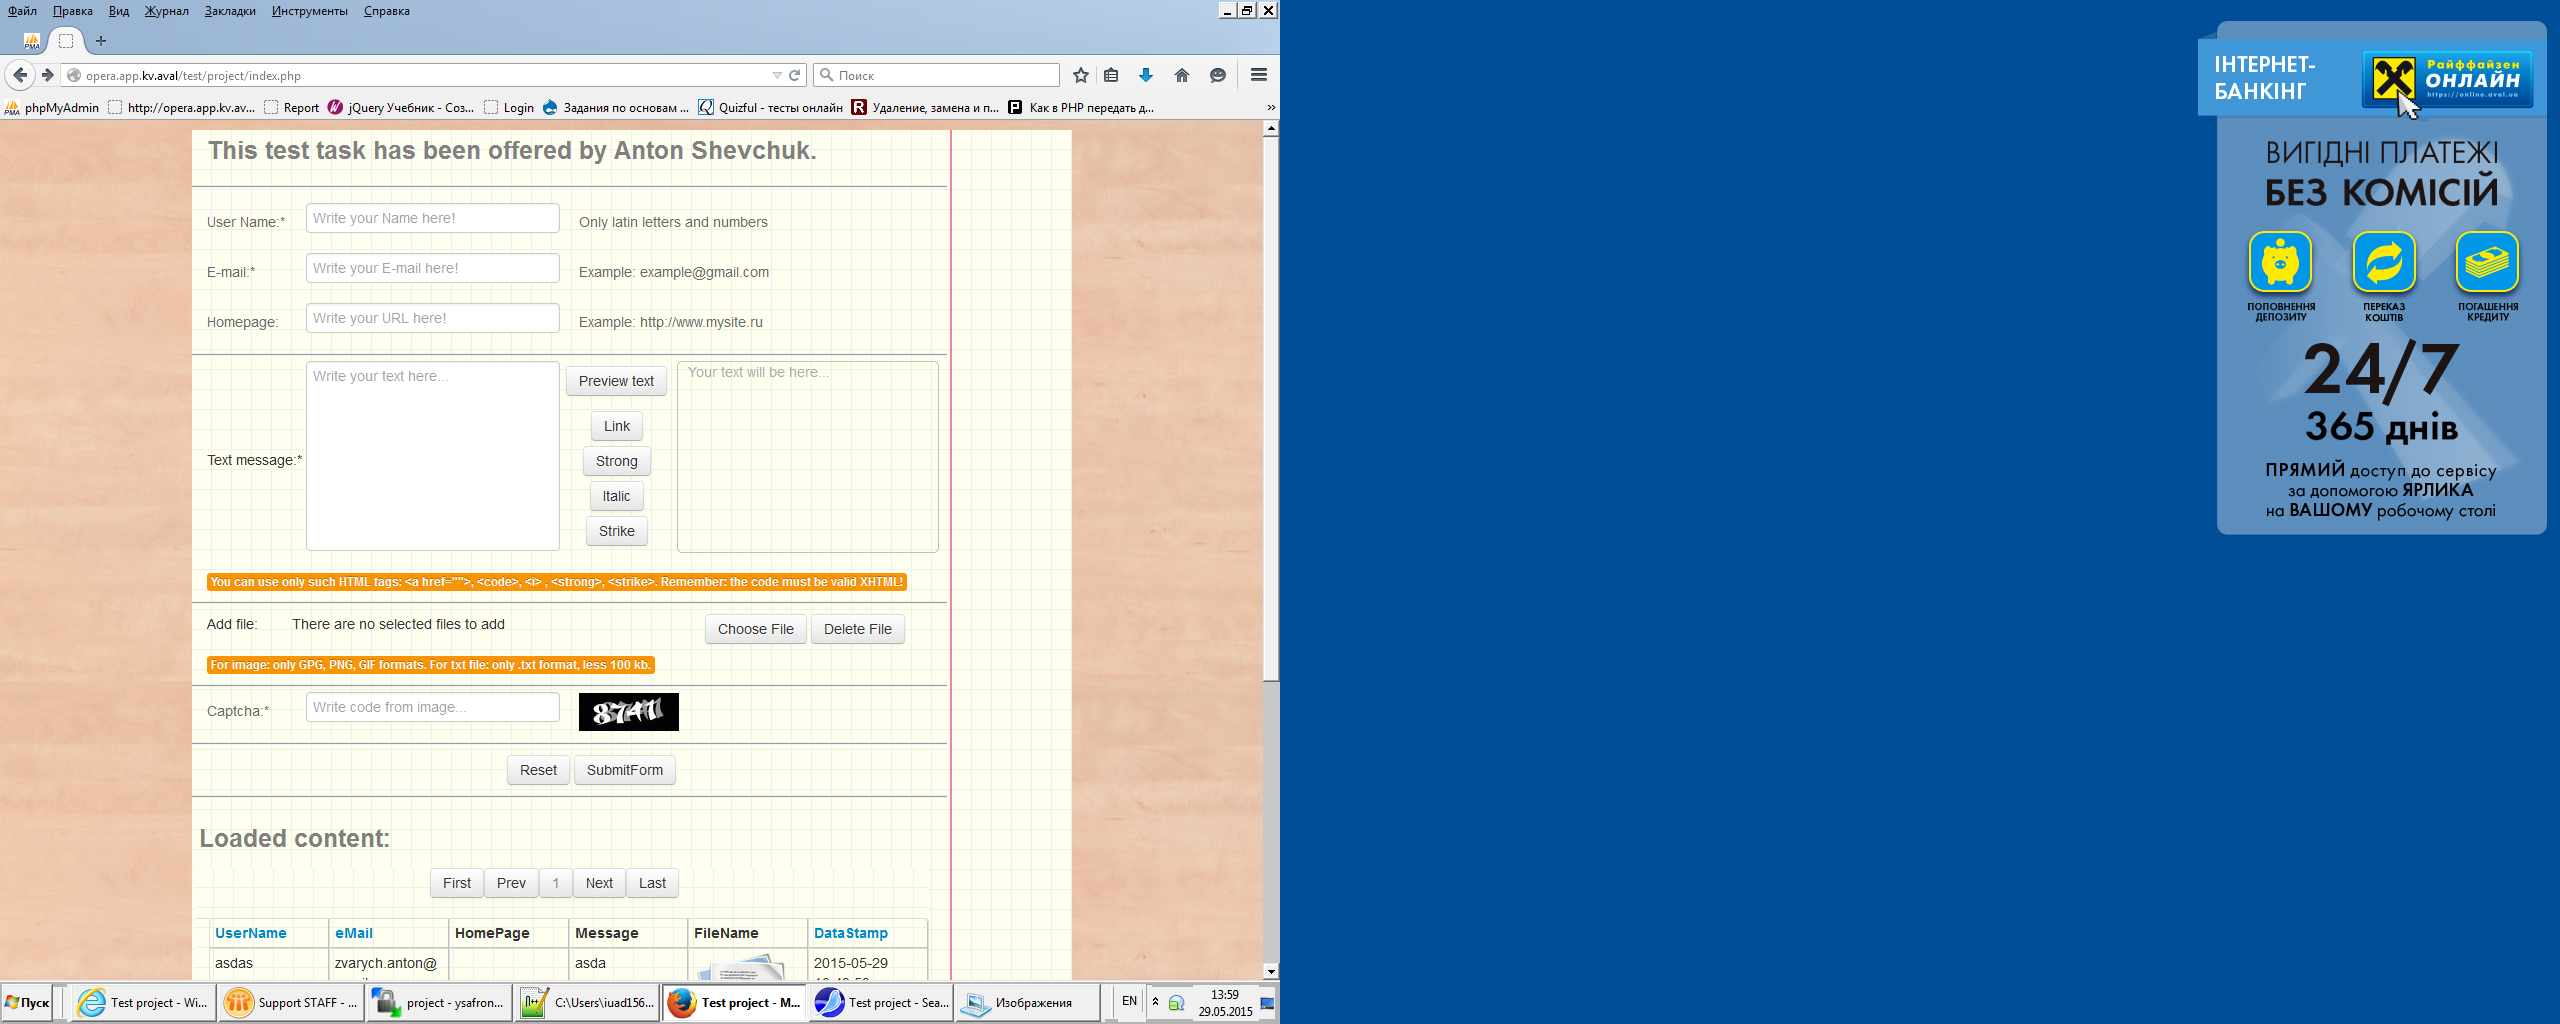 Файл Правка Вид Журнал Закладки Инструменты Справка
PMA
opera.app.kv.aval/test/project/index.php
Поиск
PMA phpMyAdmin http://opera.app.kv.av... Report jQuery Учебник - Соз... Login Задания по основам ... Quizful - тесты онлайн Удаление, замена и п... Как в PHP передать д... »
This test task has been offered by Anton Shevchuk.
User Name:* Write your Name here! Only latin letters and numbers
E-mail:* Write your E-mail here! Example: example@gmail.com
Homepage: Write your URL here! Example: http://www.mysite.ru
Write your text here... Preview text Your text will be here...
Link
Text message:* Strong
Italic
Strike
You can use only such HTML tags: <a href="">, <code>, <i> , <strong>, <strike>. Remember: the code must be valid XHTML!
Add file: There are no selected files to add Choose File Delete File
For image: only GPG, PNG, GIF formats. For txt file: only .txt format, less 100 kb.
Captcha:* Write code from image... 8741
Reset SubmitForm
Loaded content:
First Prev 1 Next Last
UserName eMail HomePage Message FileName DataStamp
asdas zvarych.anton@ asda 2015-05-29
Пуск Test project - Wi... Support STAFF - ... project - ysafron... C:\Users\iuad156... Test project - M... Test project - Sea... Изображения EN 13:59
29.05.2015
ІНТЕРНЕТ-
БАНКІНГ
Райффайзен
ОНЛАЙН
https://online.aval.ua
ВИГІДНІ ПЛАТЕЖІ
БЕЗ КОМІСІЙ
ПОПОВНЕННЯ
ДЕПОЗИТУ
ПЕРЕКАЗ
КОШТІВ
ПОГАШЕННЯ
КРЕДИТУ
24/7
365 днів
ПРЯМИЙ доступ до сервісу
за допомогою ЯРЛИКА
на ВАШОМУ робочому столі